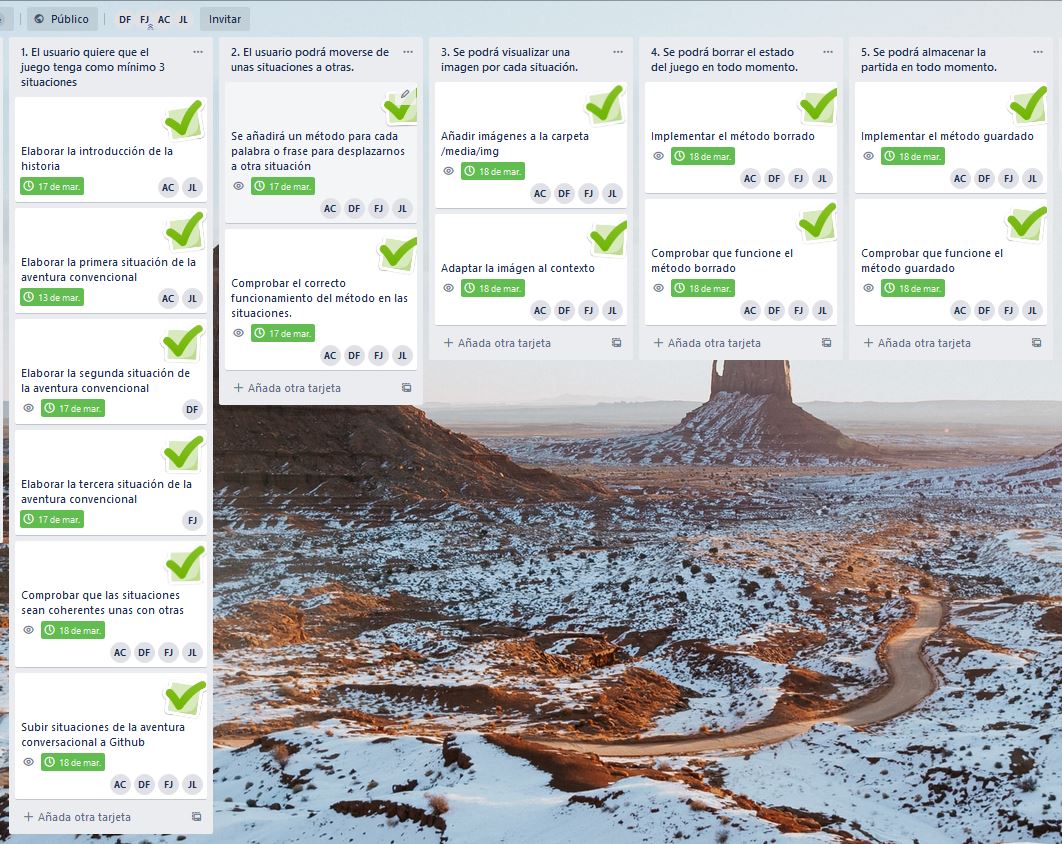 Público
DF FJ AC JL
Invitar
1. El usuario quiere que el
juego tenga como mínimo 3
situaciones
Elaborar la introducción de la
historia
17 de mar.
AC JL
Elaborar la primera situación de la
aventura convencional
13 de mar.
AC JL
Elaborar la segunda situación de
la aventura convencional
17 de mar.
DF
Elaborar la tercera situación de la
aventura convencional
17 de mar.
FJ
Comprobar que las situaciones
sean coherentes unas con otras
18 de mar.
AC DF FJ JL
Subir situaciones de la aventura
conversacional a Github
18 de mar.
AC DF FJ JL
+ Añada otra tarjeta
2. El usuario podrá moverse de
unas situaciones a otras.
Se añadirá un método para cada
palabra o frase para desplazarnos
a otra situación
17 de mar.
AC DF FJ JL
Comprobar el correcto
funcionamiento del método en las
situaciones.
17 de mar.
AC DF FJ JL
+ Añada otra tarjeta
3. Se podrá visualizar una
imagen por cada situación.
Añadir imágenes a la carpeta
/media/img
18 de mar.
AC DF FJ JL
Adaptar la imágen al contexto
18 de mar.
AC DF FJ JL
+ Añada otra tarjeta
4. Se podrá borrar el estado
del juego en todo momento.
Implementar el método borrado
18 de mar.
AC DF FJ JL
Comprobar que funcione el
método borrado
18 de mar.
AC DF FJ JL
+ Añada otra tarjeta
5. Se podrá almacenar la
partida en todo momento.
Implementar el método guardado
18 de mar.
AC DF FJ JL
Comprobar que funcione el
método guardado
18 de mar.
AC DF FJ JL
+ Añada otra tarjeta